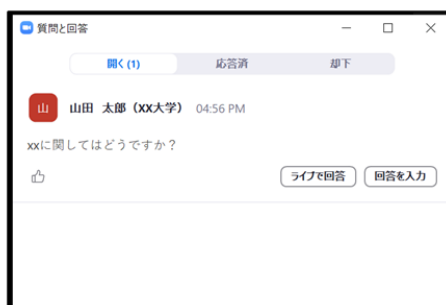 質問と回答
開く(1) 応答済 却下
山 山田 太郎（XX大学） 04:56 PM
xxに関してはどうですか？
ライブで回答 回答を入力